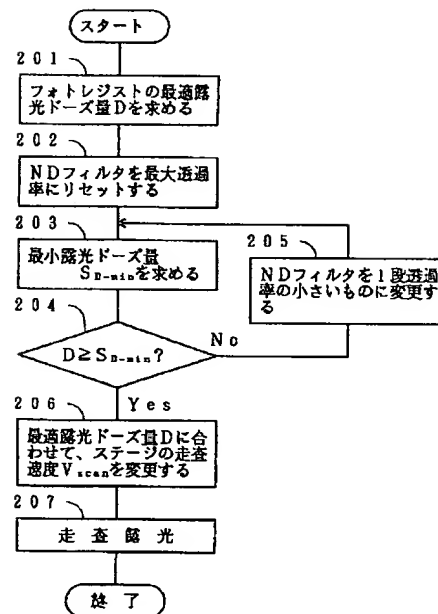 スタート
201
フォトレジストの最適露
光ドーズ量Dを求める
202
NDフィルタを最大透過
率にリセットする
203
最小露光ドーズ量
S_D-minを求める
204
D≧S_D-min?
No
205
NDフィルタを1段透過
率の小さいものに変更す
る
Yes
206
最適露光ドーズ量Dに合
わせて、ステージの走査
速度V_scanを変更する
207
走査露光
終了